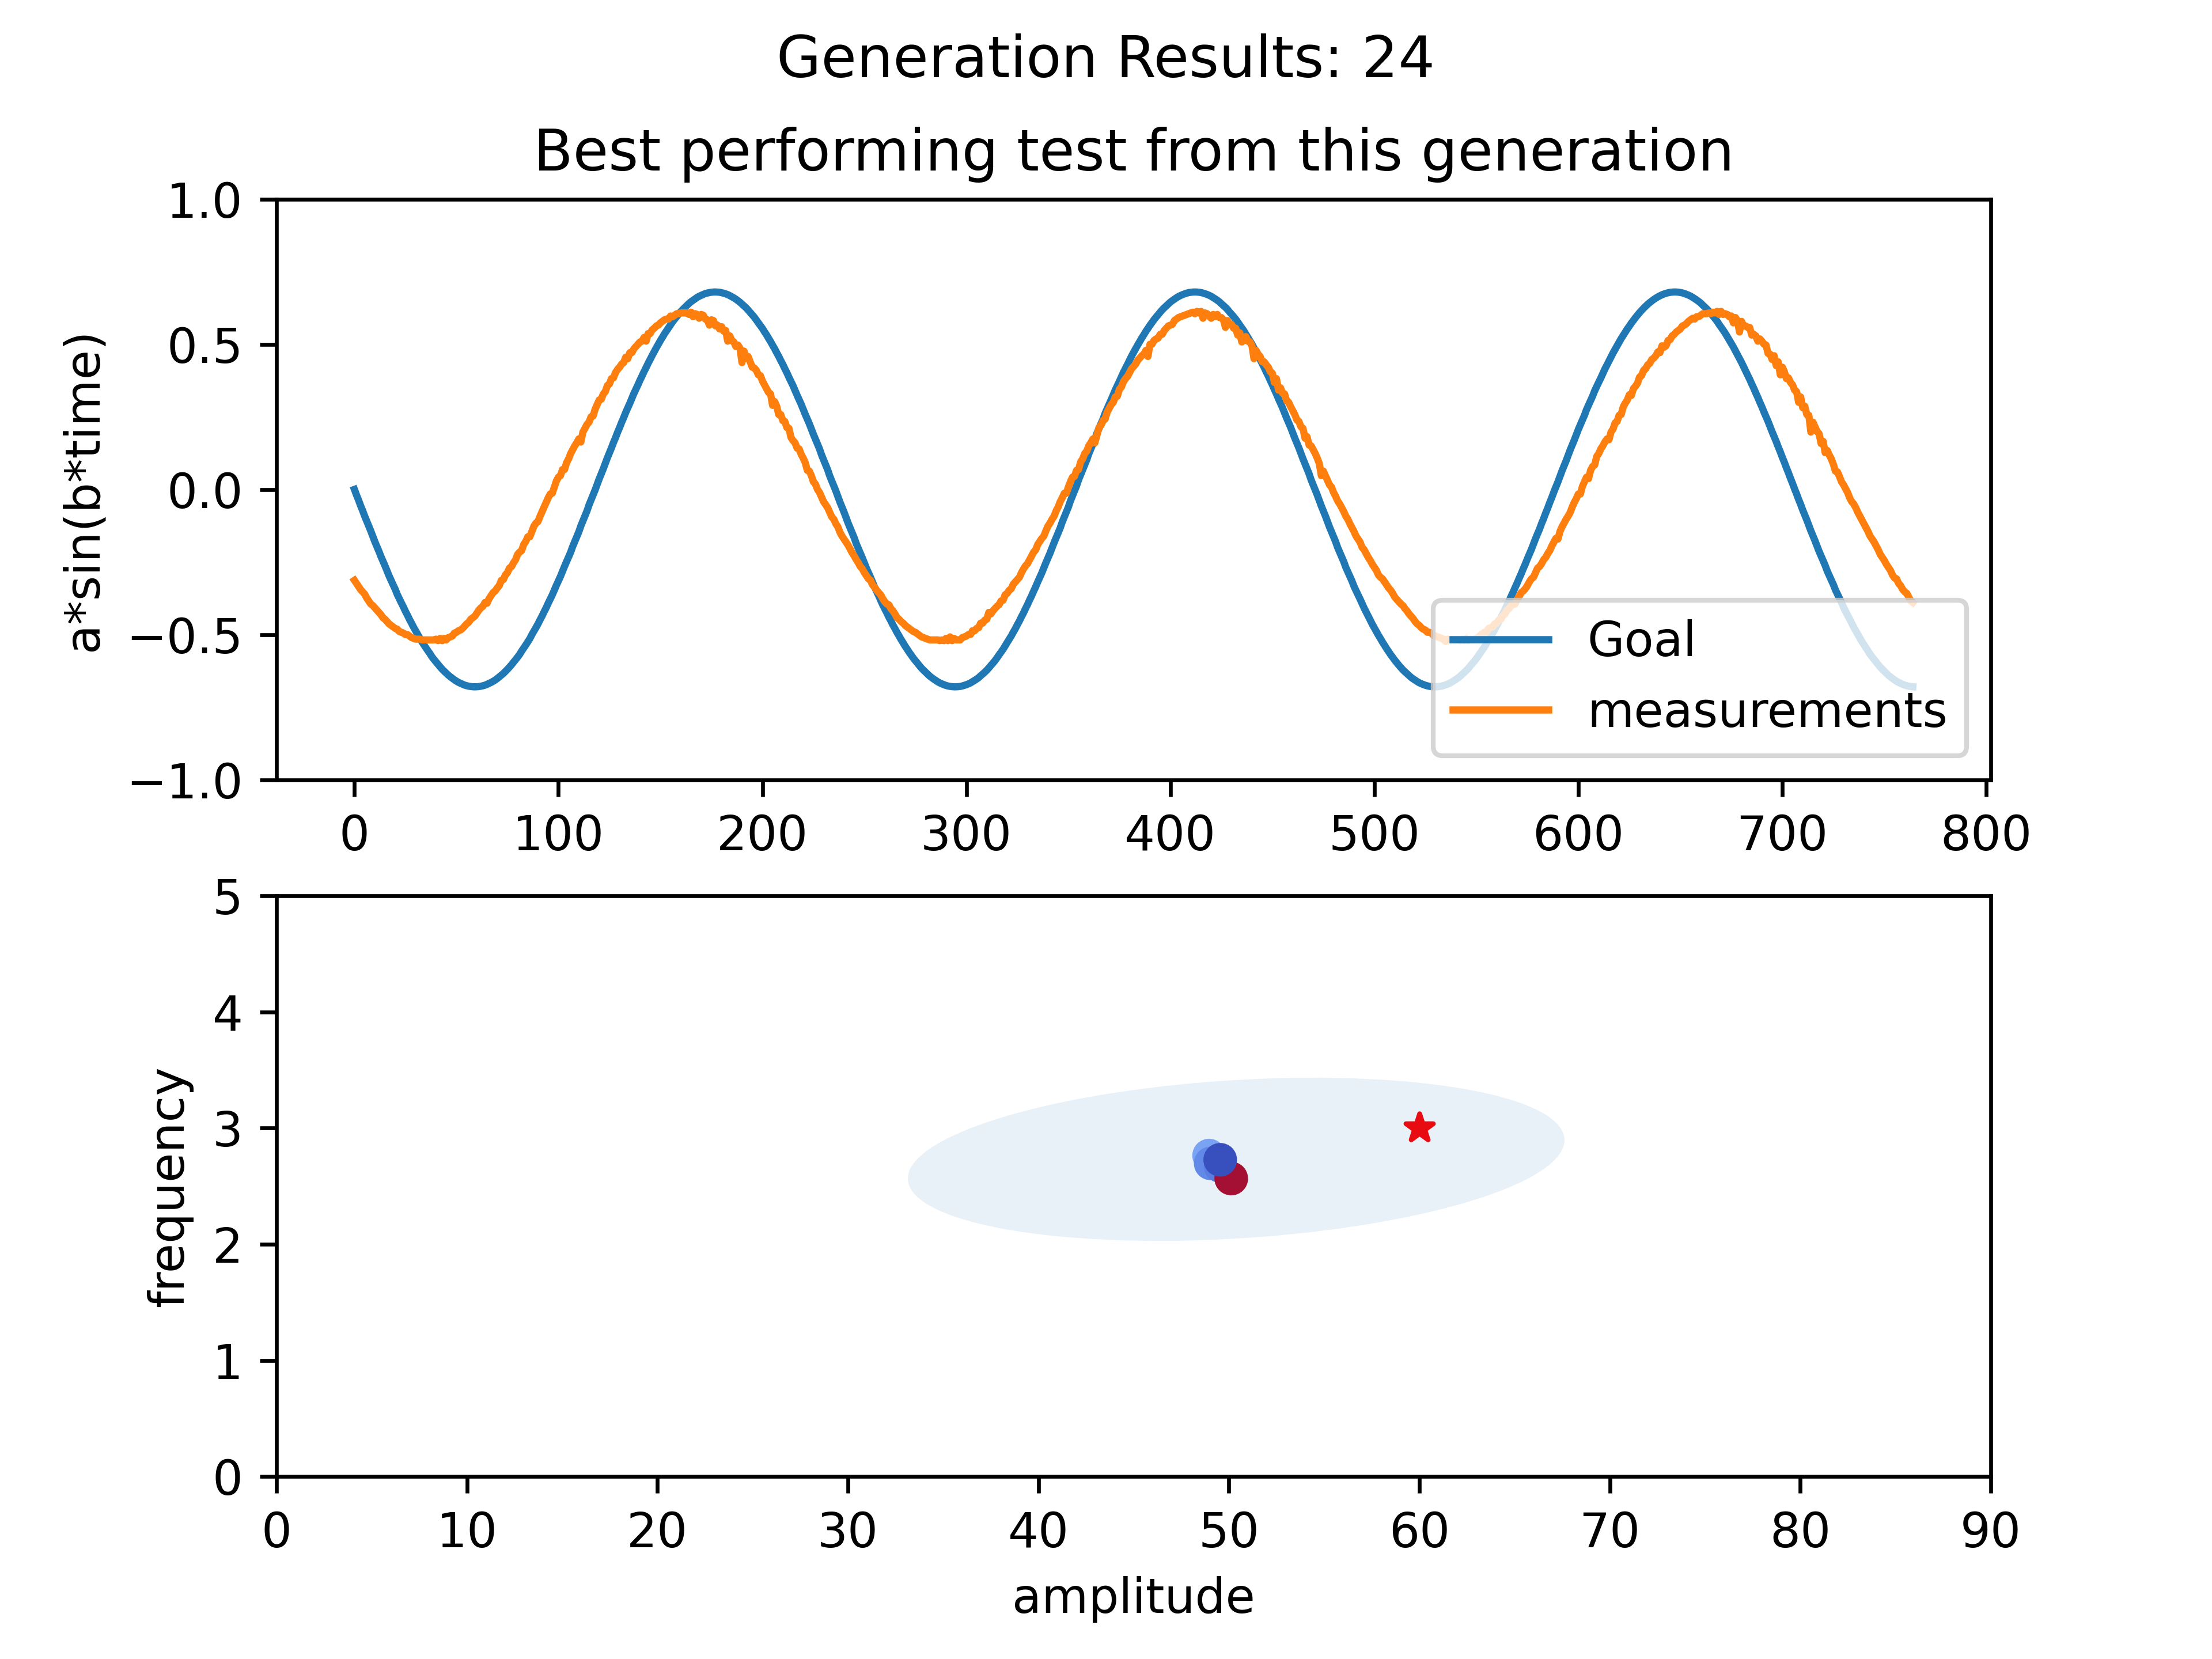 Generation Results: 24
Best performing test from this generation
1.0
0.5
0.0
−0.5
−1.0
a*sin(b*time)
Goal
measurements
0 100 200 300 400 500 600 700 800
5
4
3
2
1
0
frequency
0 10 20 30 40 50 60 70 80 90
amplitude